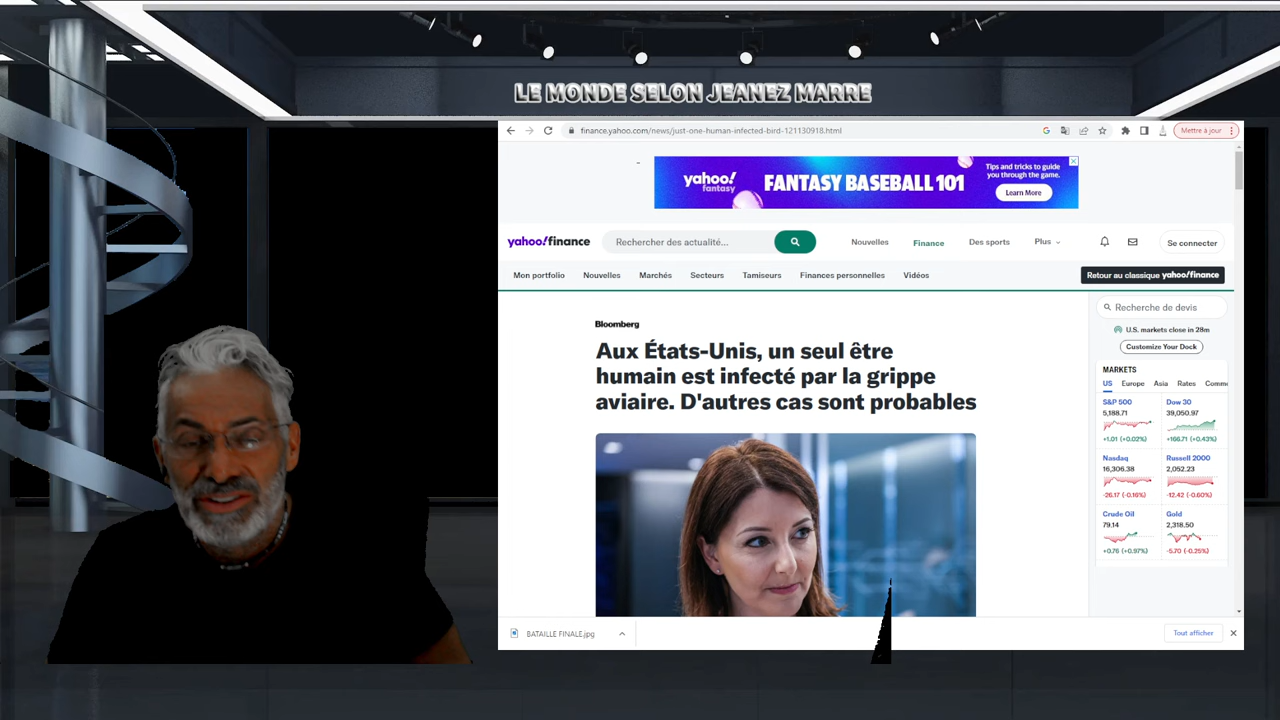 LE MONDE SELON JEANEZ MARRE
finance.yahoo.com/news/just-one-human-infected-bird-121130918.html
Mettre à jour
yahoo!
fantasy
FANTASY BASEBALL 101
Tips and tricks to guide
you through the game.
Learn More
yahoo!finance
Rechercher des actualité...
Nouvelles
Finance
Des sports
Plus
Se connecter
Mon portfolio
Nouvelles
Marchés
Secteurs
Tamiseurs
Finances personnelles
Vidéos
Retour au classique yahoo!finance
Recherche de devis
U.S. markets close in 28m
Customize Your Dock
Bloomberg
Aux États-Unis, un seul être
humain est infecté par la grippe
aviaire. D'autres cas sont probables
MARKETS
US Europe Asia Rates Comm
S&P 500
5,188.71
+1.01 (+0.02%)
Dow 30
39,050.97
+166.71 (+0.43%)
Nasdaq
16,306.38
-26.17 (-0.16%)
Russell 2000
2,052.23
-12.42 (-0.60%)
Crude Oil
79.14
+0.76 (+0.97%)
Gold
2,318.50
-5.70 (-0.25%)
BATAILLE FINALE.jpg
Tout afficher